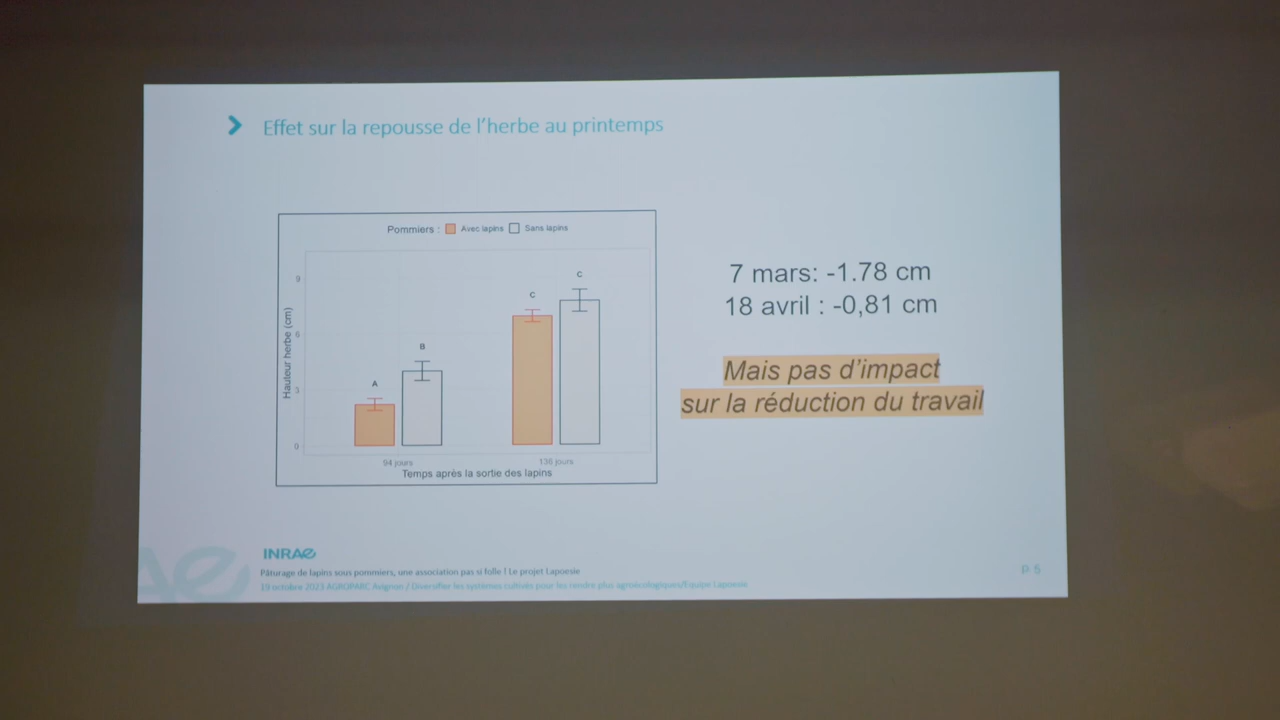 Effet sur la repousse de l'herbe au printemps
Pommiers : Avec lapins Sans lapins
Hauteur herbe (cm)
9
6
3
0
A
B
C
C
94 jours
136 jours
Temps après la sortie des lapins
7 mars: -1.78 cm
18 avril : -0,81 cm
Mais pas d'impact
sur la réduction du travail
INRAE
Pâturage de lapins sous pommiers, une association pas si folle ! Le projet Lapoesie
19 octobre 2023 AGROPARC Avignon / Diversifier les systèmes cultivés pour les rendre plus agroécologiques/Equipe Lapoesie
P 5